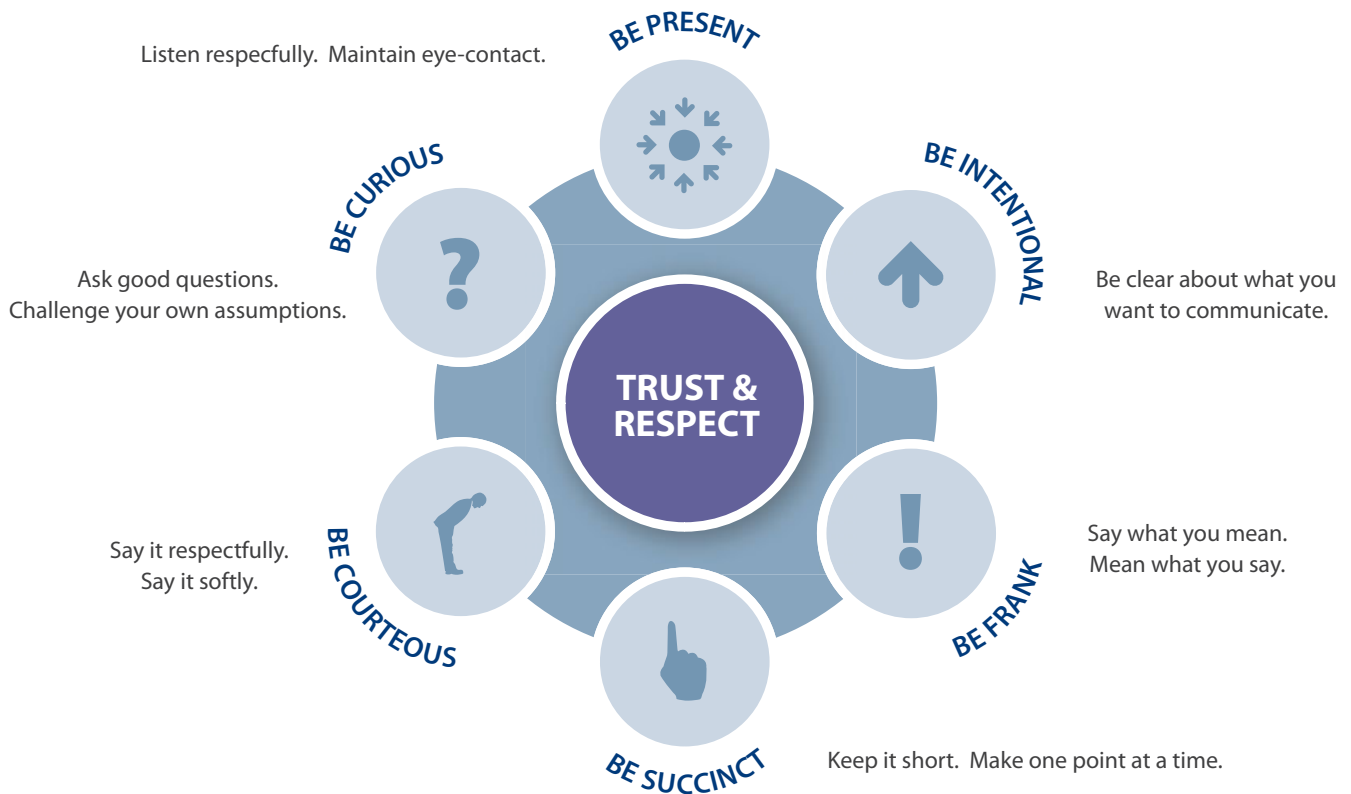 BE PRESENT
Listen respecfully.  Maintain eye-contact.
BE INTENTIONAL
Be clear about what you
want to communicate.
BE FRANK
Say what you mean.
Mean what you say.
BE SUCCINCT
Keep it short.  Make one point at a time.
BE COURTEOUS
Say it respectfully.
Say it softly.
BE CURIOUS
Ask good questions.
Challenge your own assumptions.
?
!
TRUST &
RESPECT